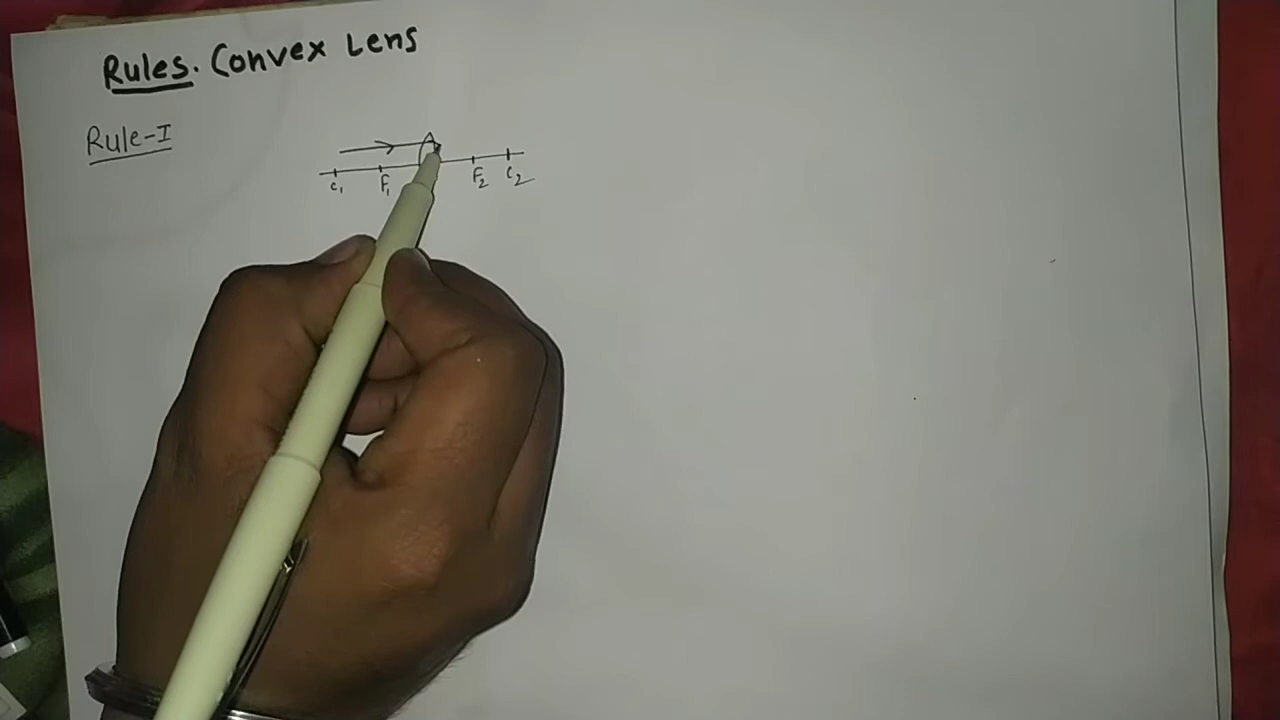 Rules. Convex Lens
Rule-I
C₁ F₁ F₂ C₂